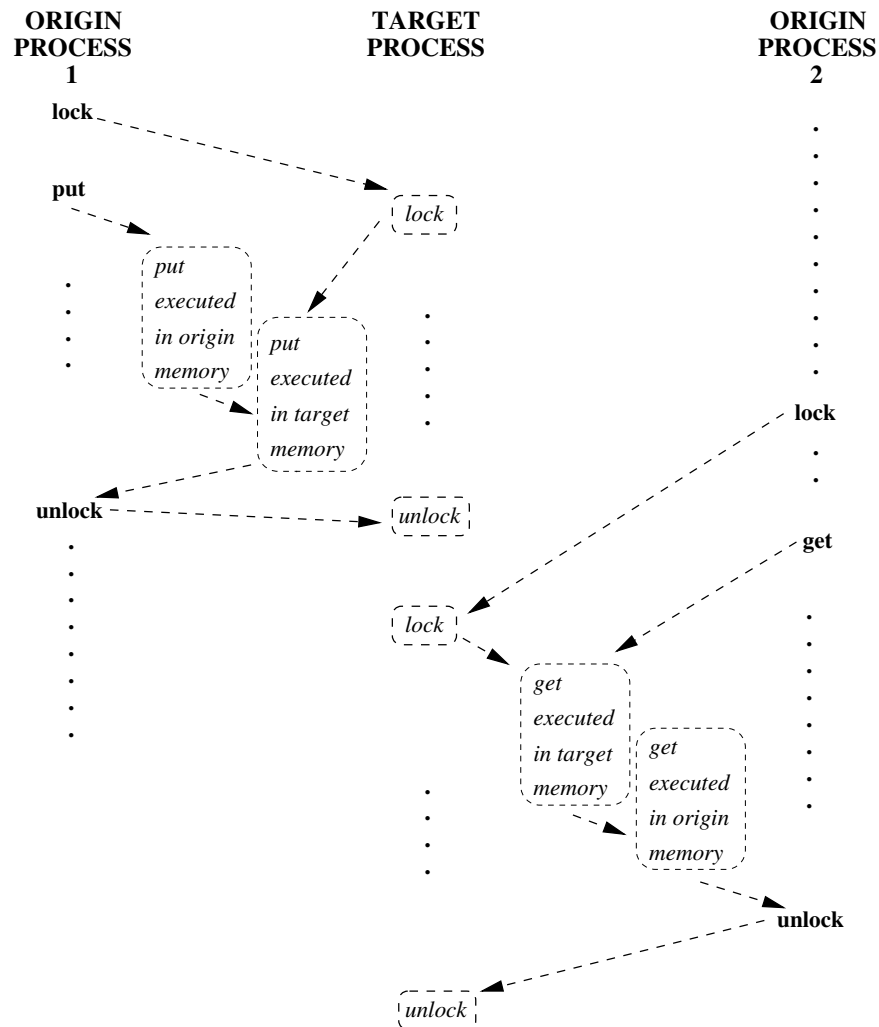 ORIGIN
PROCESS
1
TARGET
PROCESS
ORIGIN
PROCESS
2
lock
put
lock
put
executed
in origin
memory
put
executed
in target
memory
lock
unlock
unlock
get
lock
get
executed
in target
memory
get
executed
in origin
memory
unlock
unlock